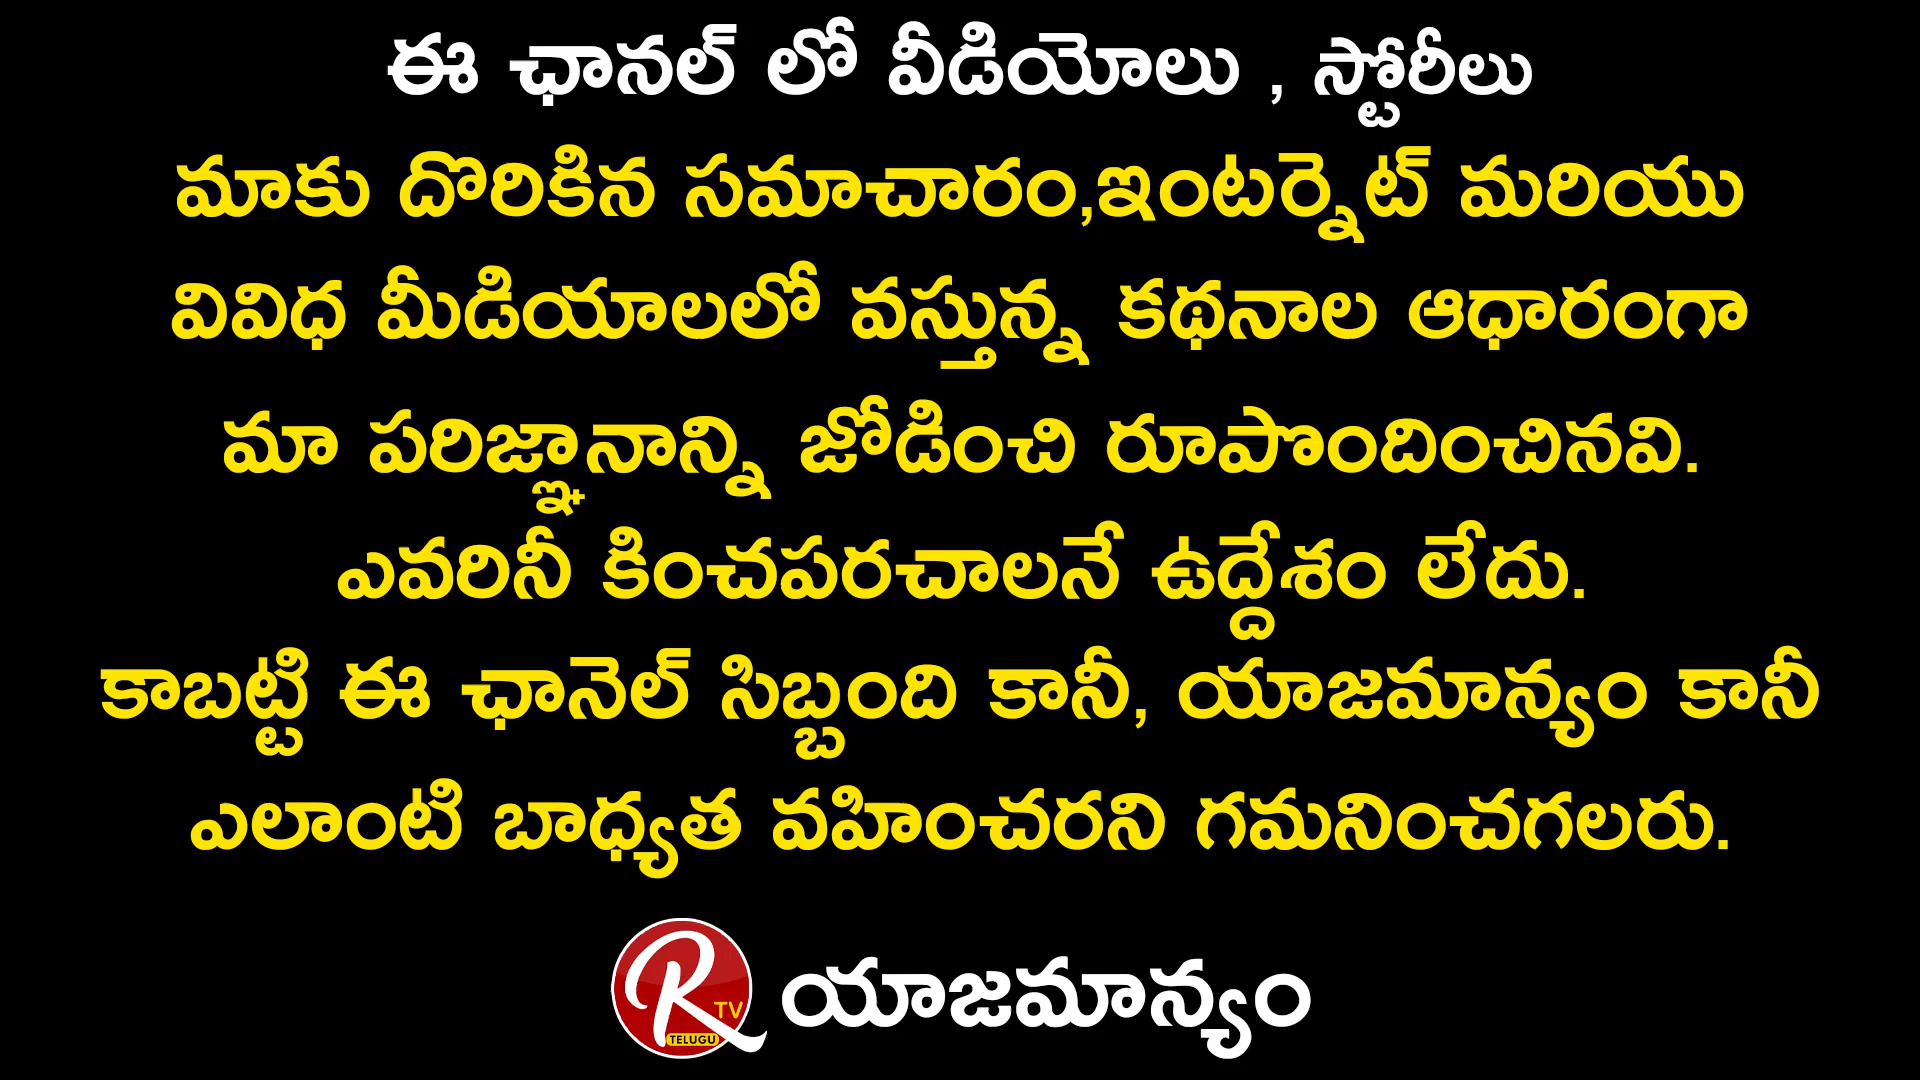 ఈ ఛానల్ లో వీడియోలు , స్టోరీలు
మాకు దొరికిన సమాచారం,ఇంటర్నెట్ మరియు
వివిధ మీడియాలలో వస్తున్న కథనాల ఆధారంగా
మా పరిజ్ఞానాన్ని జోడించి రూపొందించినవి.
ఎవరినీ కించపరచాలనే ఉద్దేశం లేదు.
కాబట్టి ఈ ఛానెల్ సిబ్బంది కానీ, యాజమాన్యం కానీ
ఎలాంటి బాధ్యత వహించరని గమనించగలరు.
R TV TELUGU యాజమాన్యం